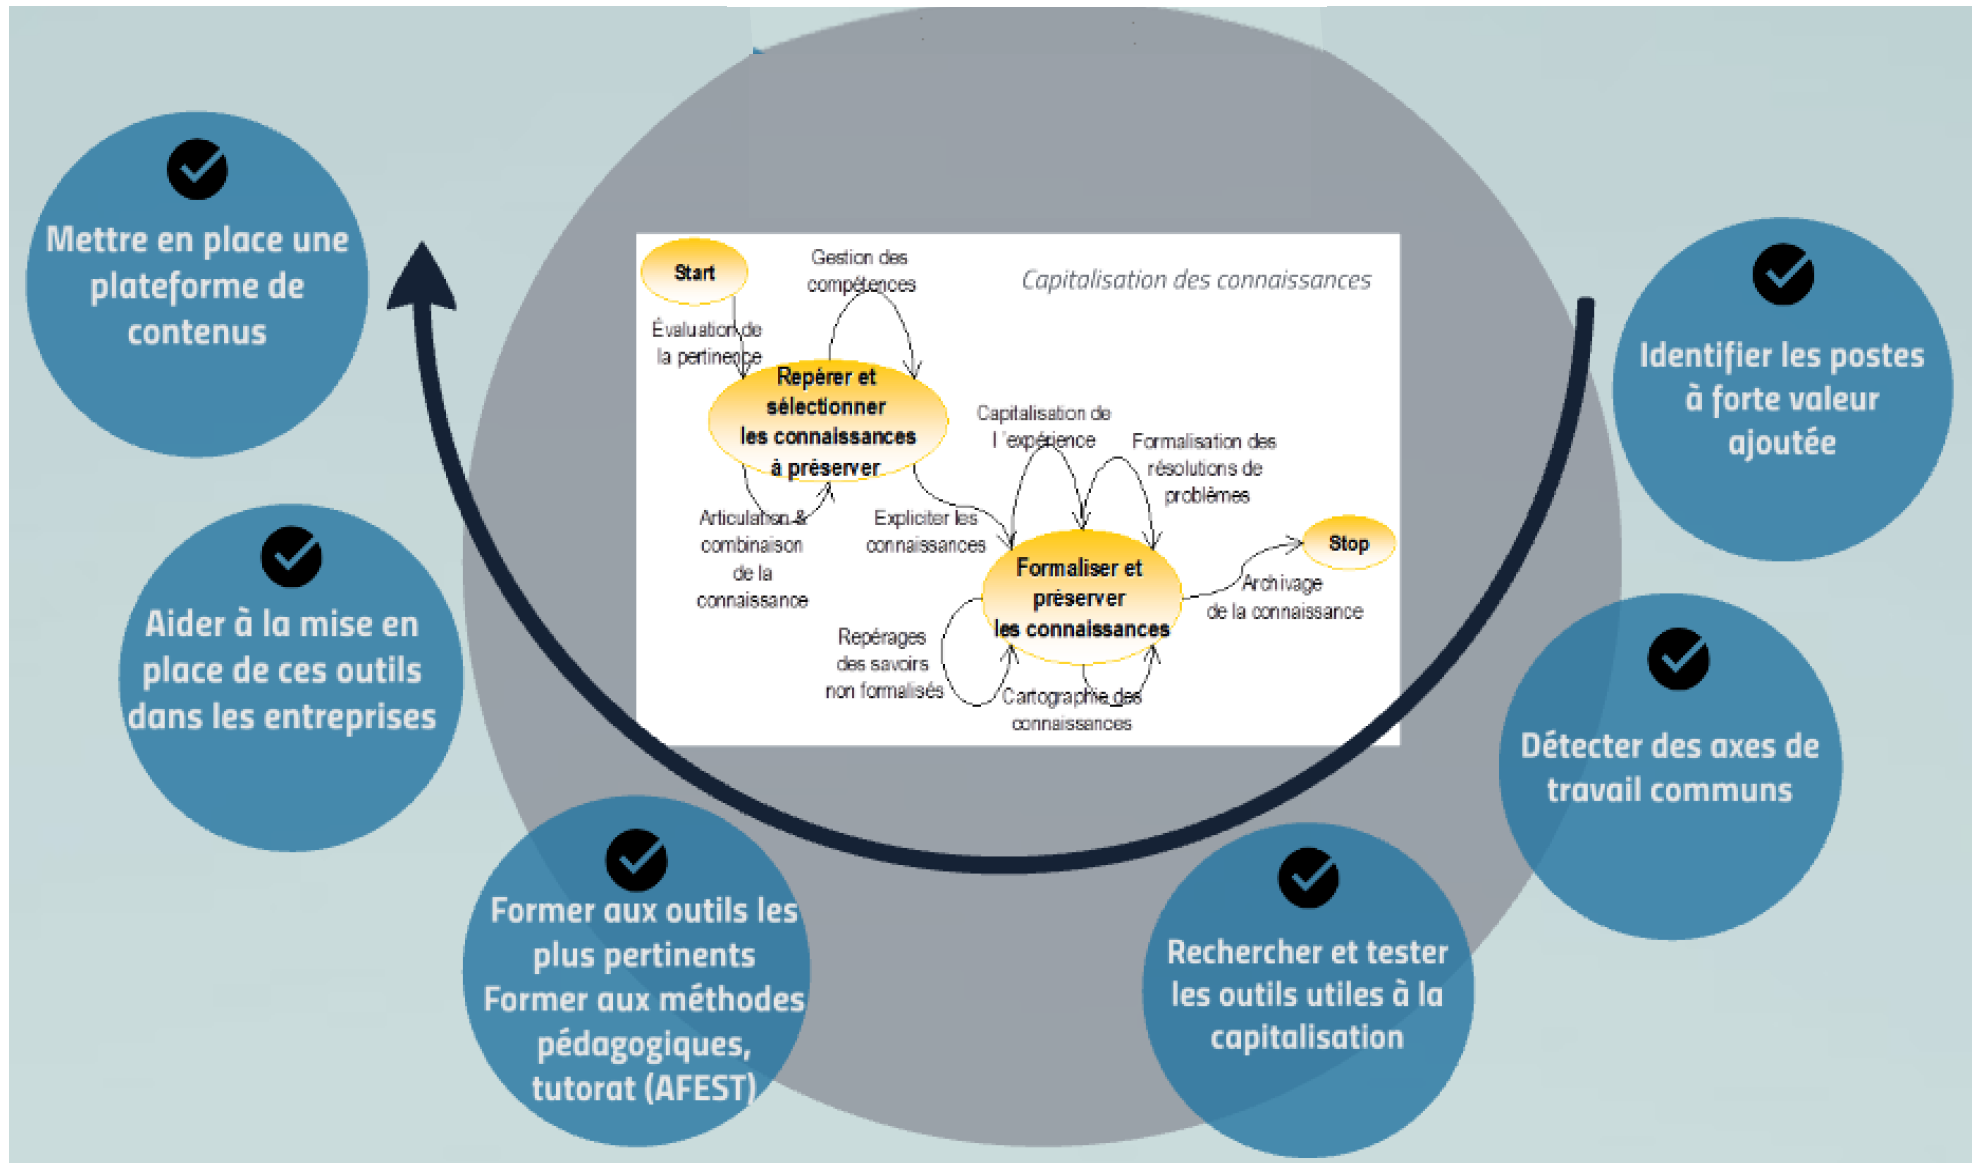 Mettre en place une
plateforme de
contenus
Aider à la mise en
place de ces outils
dans les entreprises
Former aux outils les
plus pertinents
Former aux méthodes
pédagogiques,
tutorat (AFEST)
Rechercher et tester
les outils utiles à la
capitalisation
Détecter des axes de
travail communs
Identifier les postes
à forte valeur
ajoutée
Capitalisation des connaissances
Start
Gestion des
compétences
Évaluation de
la pertinence
Repérer et
sélectionner
les connaissances
à préserver
Articulation &
combinaison
de la
connaissance
Expliciter les
connaissances
Capitalisation de
l 'expérience
Formalisation des
résolutions de
problèmes
Formaliser et
préserver
les connaissances
Repérages
des savoirs
non formalisés
Cartographie des
connaissances
Archivage
de la connaissance
Stop